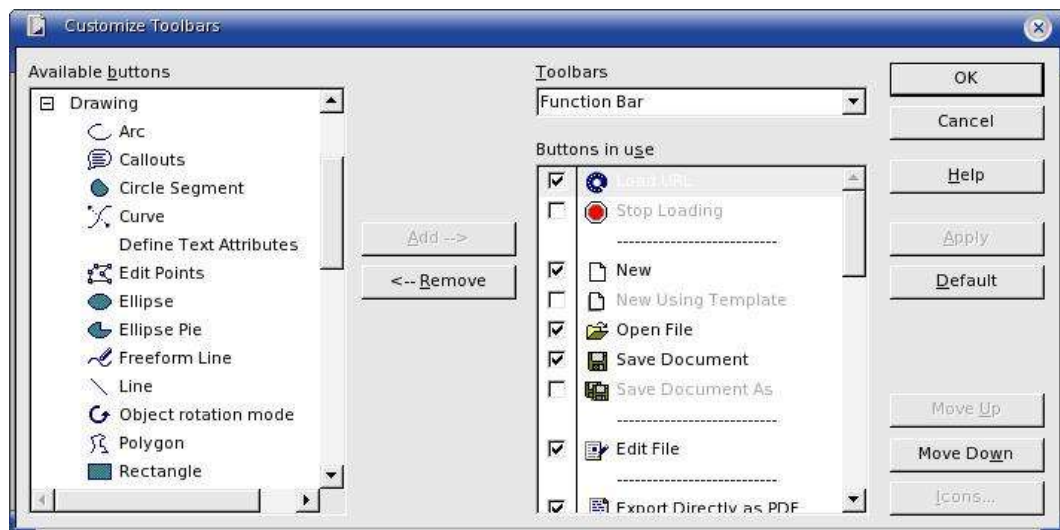 Customize Toolbars
Available buttons
Drawing
Arc
Callouts
Circle Segment
Curve
Define Text Attributes
Edit Points
Ellipse
Ellipse Pie
Freeform Line
Line
Object rotation mode
Polygon
Rectangle
Add -->
<-- Remove
Toolbars
Function Bar
Buttons in use
Load URL
Stop Loading
---------------------------
New
New Using Template
Open File
Save Document
Save Document As
---------------------------
Edit File
---------------------------
Export Directly as PDF
OK
Cancel
Help
Apply
Default
Move Up
Move Down
Icons...